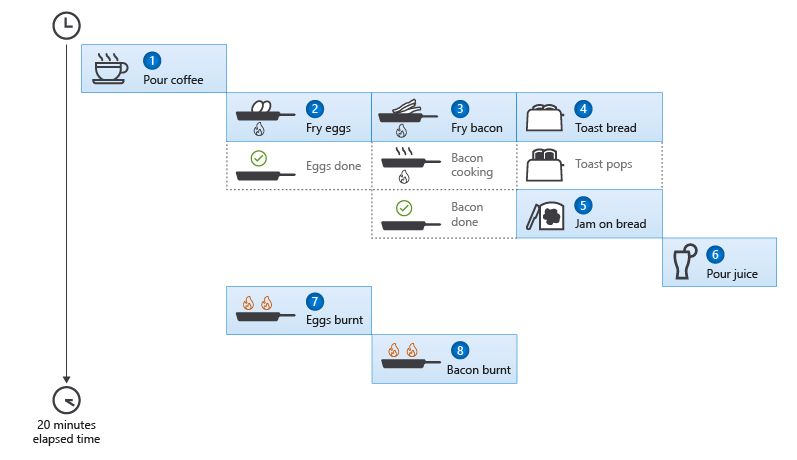 1
Pour coffee
2
Fry eggs
3
Fry bacon
4
Toast bread
Eggs done
Bacon
cooking
Toast pops
Bacon
done
5
Jam on bread
6
Pour juice
7
Eggs burnt
8
Bacon burnt
20 minutes
elapsed time